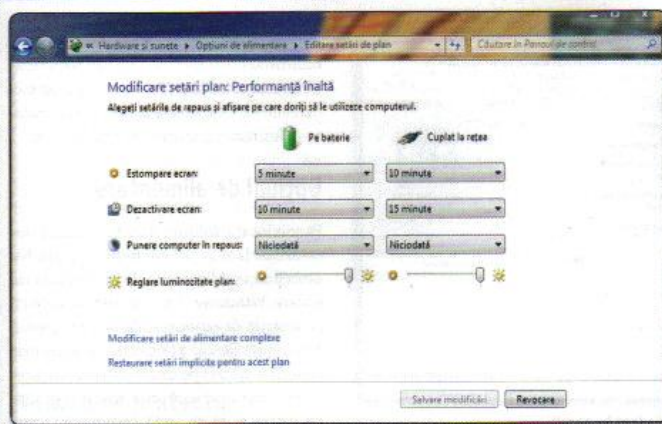 « Hardware și sunete ▸ Opțiuni de alimentare ▸ Editare setări de plan
Căutare în Panoul de control
Modificare setări plan: Performanță înaltă
Alegeți setările de repaus și afișare pe care doriți să le utilizeze computerul.
Pe baterie Cuplat la rețea
Estompare ecran: 5 minute 10 minute
Dezactivare ecran: 10 minute 15 minute
Punere computer în repaus: Niciodată Niciodată
Reglare luminozitate plan:
Modificare setări de alimentare complexe
Restaurare setări implicite pentru acest plan
Salvare modificări Revocare